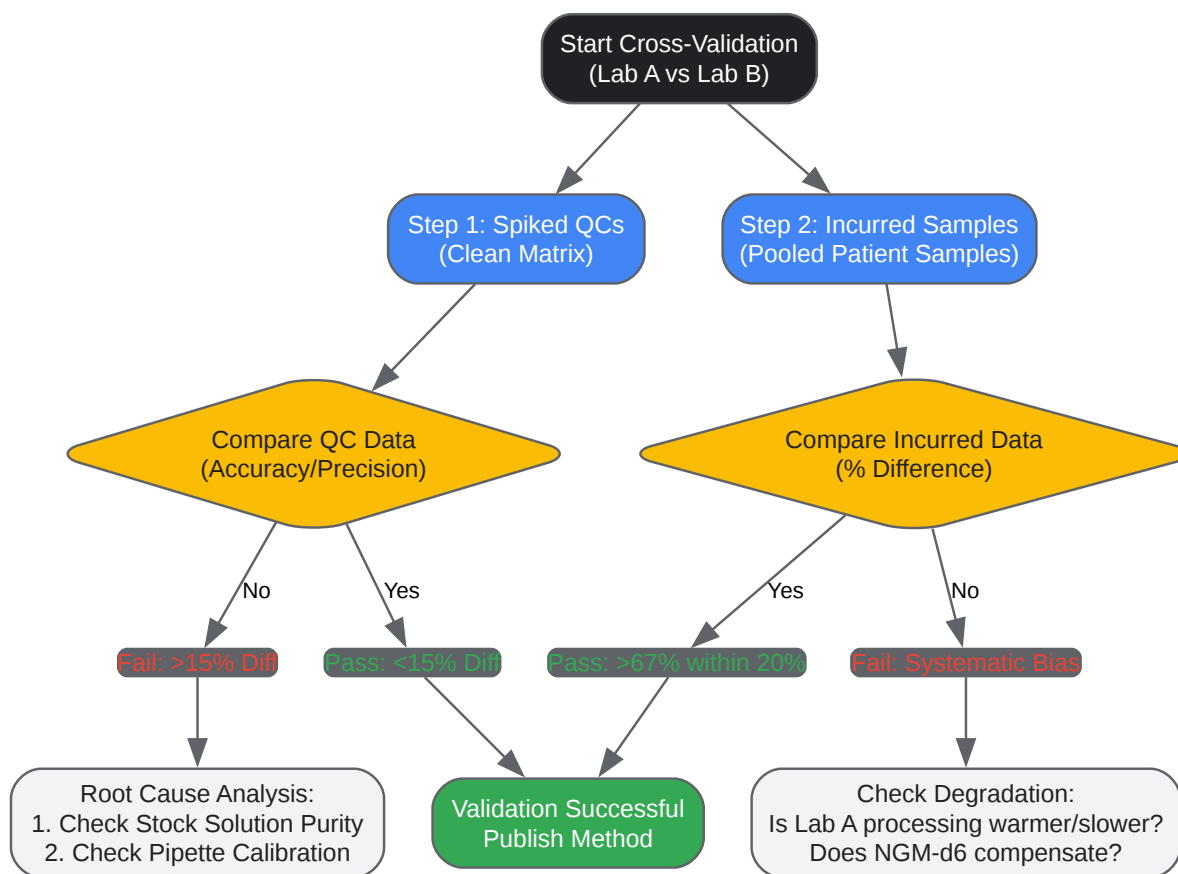 Start Cross-Validation
(Lab A vs Lab B)
Step 1: Spiked QCs
(Clean Matrix)
Step 2: Incurred Samples
(Pooled Patient Samples)
Compare QC Data
(Accuracy/Precision)
Compare Incurred Data
(% Difference)
No
Yes
Yes
No
Fail: >15% Diff
Pass: <15% Diff
Pass: >67% within 20%
Fail: Systematic Bias
Root Cause Analysis:
1. Check Stock Solution Purity
2. Check Pipette Calibration
Validation Successful
Publish Method
Check Degradation:
Is Lab A processing warmer/slower?
Does NGM-d6 compensate?